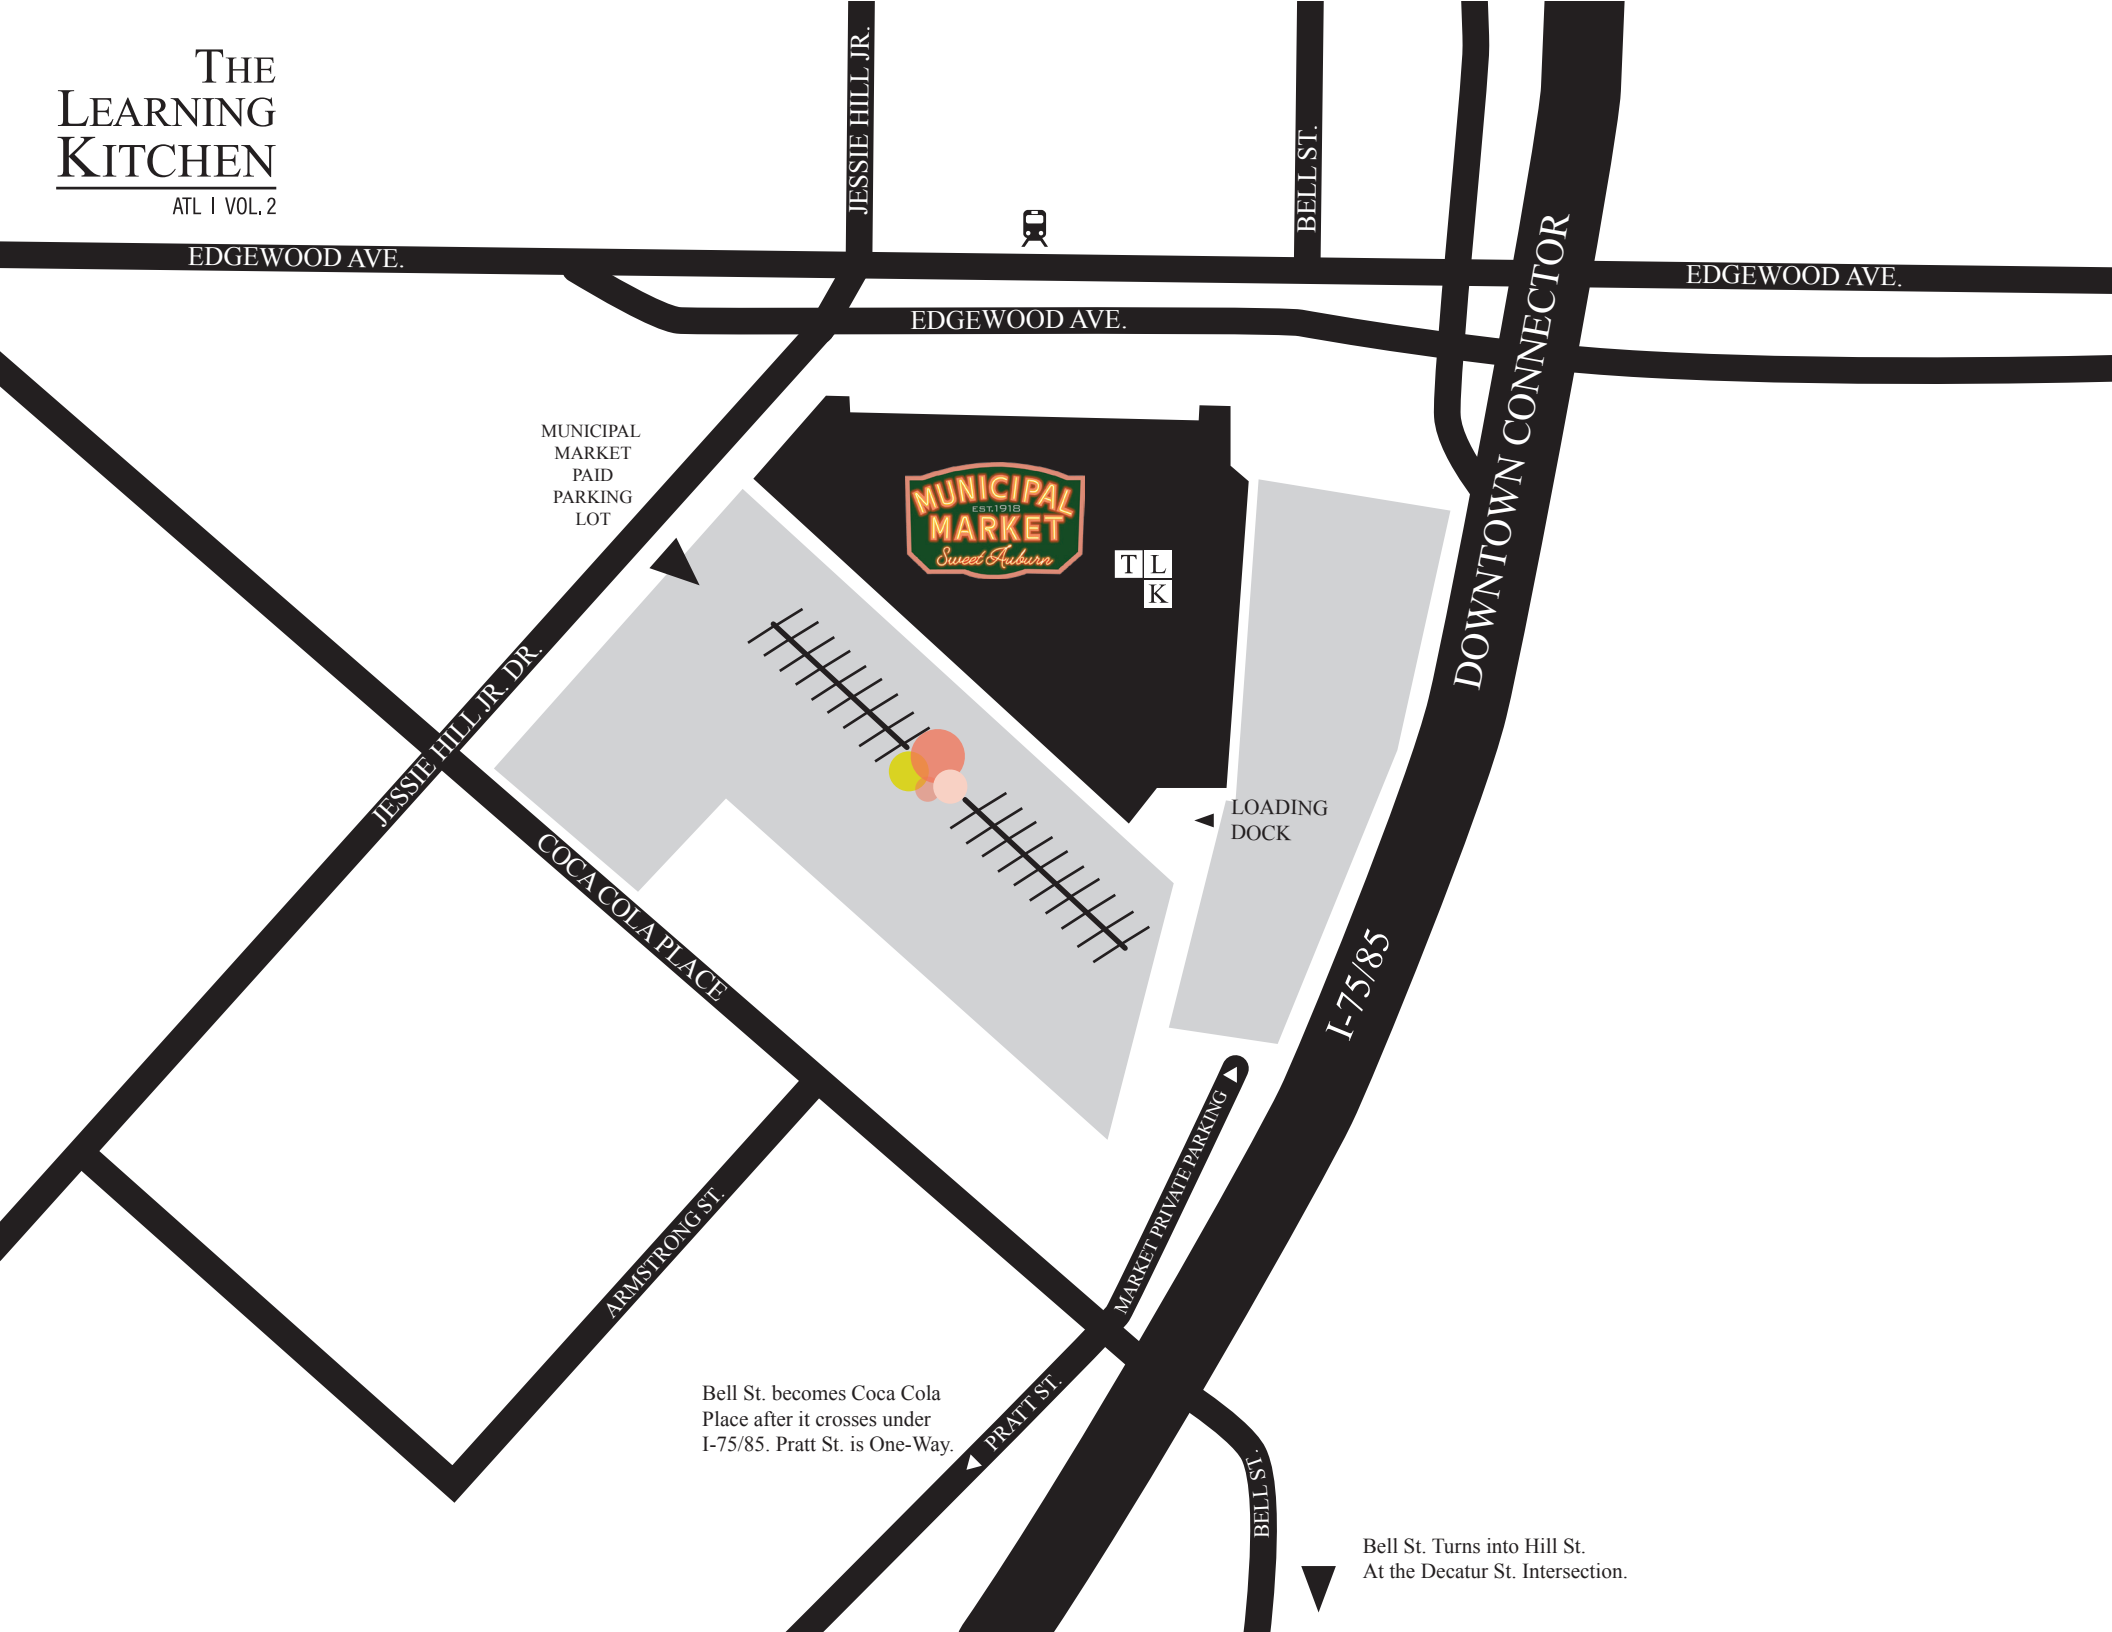 THE
LEARNING
KITCHEN
ATL | VOL. 2
JESSIE HILL JR.
BELL ST.
EDGEWOOD AVE.
EDGEWOOD AVE.
EDGEWOOD AVE.
DOWNTOWN CONNECTOR
MUNICIPAL
MARKET
PAID
PARKING
LOT
MUNICIPAL
EST.1918
MARKET
Sweet Auburn
T L
K
JESSIE HILL JR. DR.
LOADING
DOCK
COCA COLA PLACE
I-75/85
MARKET PRIVATE PARKING
ARMSTRONG ST.
PRATT ST.
Bell St. becomes Coca Cola
Place after it crosses under
I-75/85. Pratt St. is One-Way.
BELL ST.
Bell St. Turns into Hill St.
At the Decatur St. Intersection.